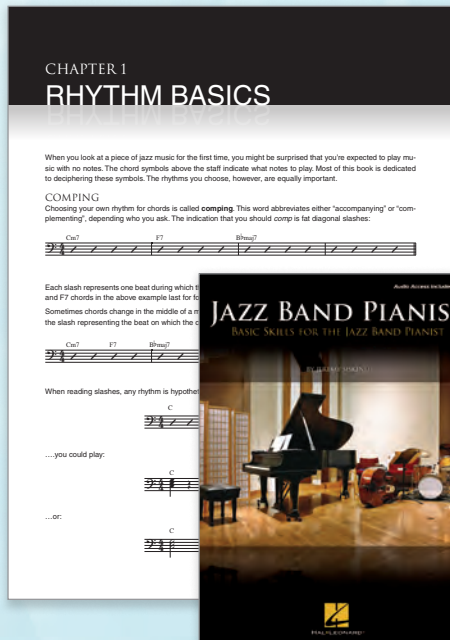 CHAPTER 1
RHYTHM BASICS
When you look at a piece of jazz music for the first time, you might be surprised that you're expected to play mu-
sic with no notes. The chord symbols above the staff indicate what notes to play. Most of this book is dedicated
to deciphering these symbols. The rhythms you choose, however, are equally important.
COMPING
Choosing your own rhythm for chords is called comping. This word abbreviates either “accompanying” or “com-
plementing”, depending who you ask. The indication that you should comp is fat diagonal slashes:
Cm7 F7 B♭maj7
Each slash represents one beat during which
and F7 chords in the above example last for
Sometimes chords change in the middle of a
the slash representing the beat on which the
Cm7 F7 B♭maj7
When reading slashes, any rhythm is
C
....you could play:
C
...or:
C
Audio Access Included
JAZZ BAND PIANIS
BASIC SKILLS FOR THE JAZZ BAND PIANIST
BY JEREMY SISKIND
HAL•LEONARD